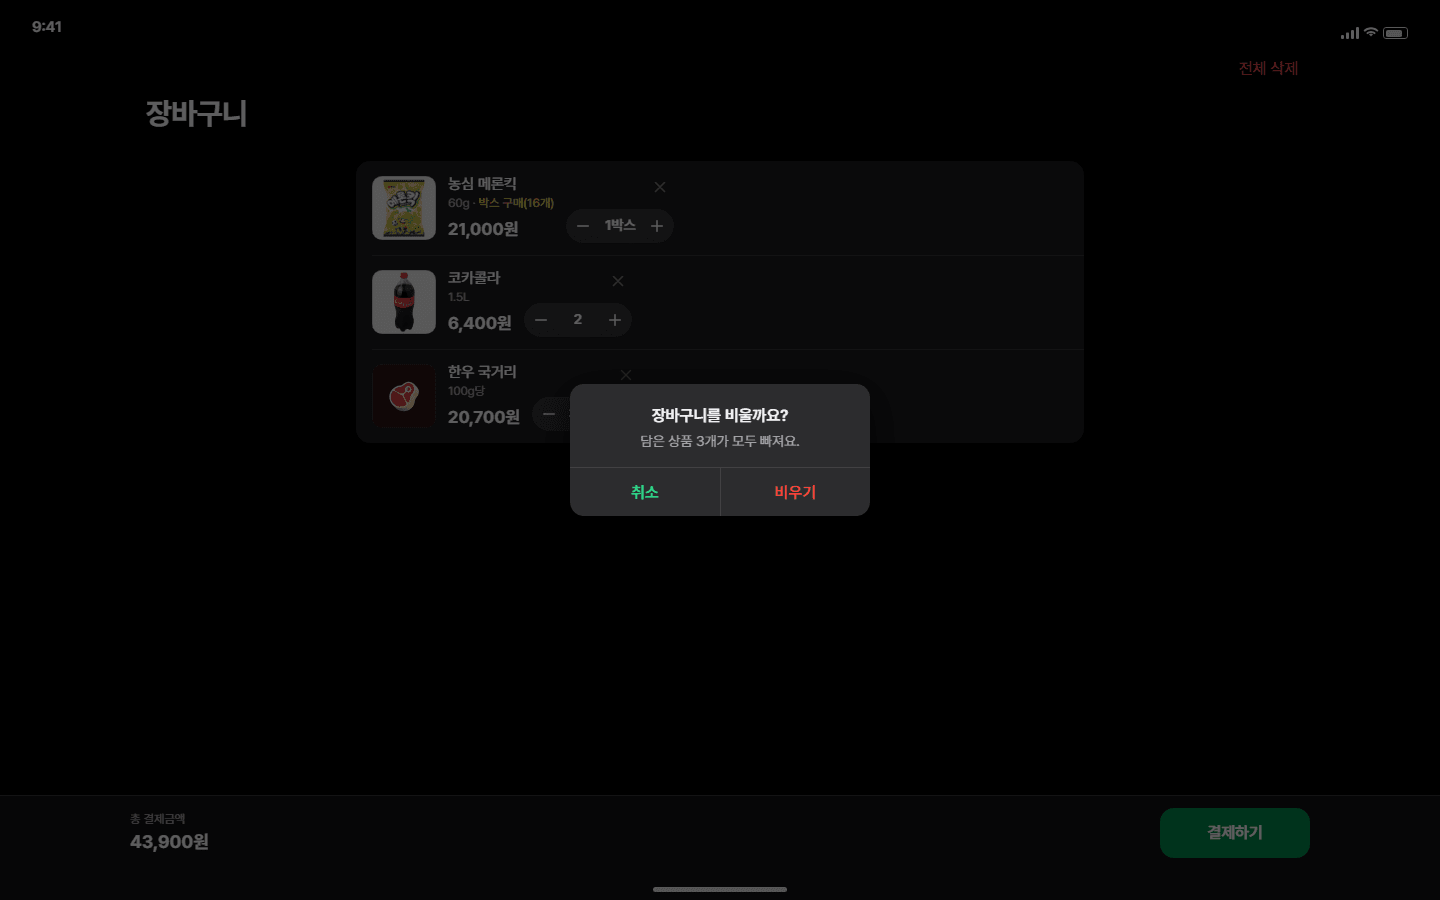 9:41
전체 삭제
장바구니
농심 메론킥
60g · 박스 구매(16개)
21,000원
1박스
코카콜라
1.5L
6,400원
2
한우 국거리
100g당
20,700원
장바구니를 비울까요?
담은 상품 3개가 모두 빠져요.
취소
비우기
총 결제금액
43,900원
결제하기